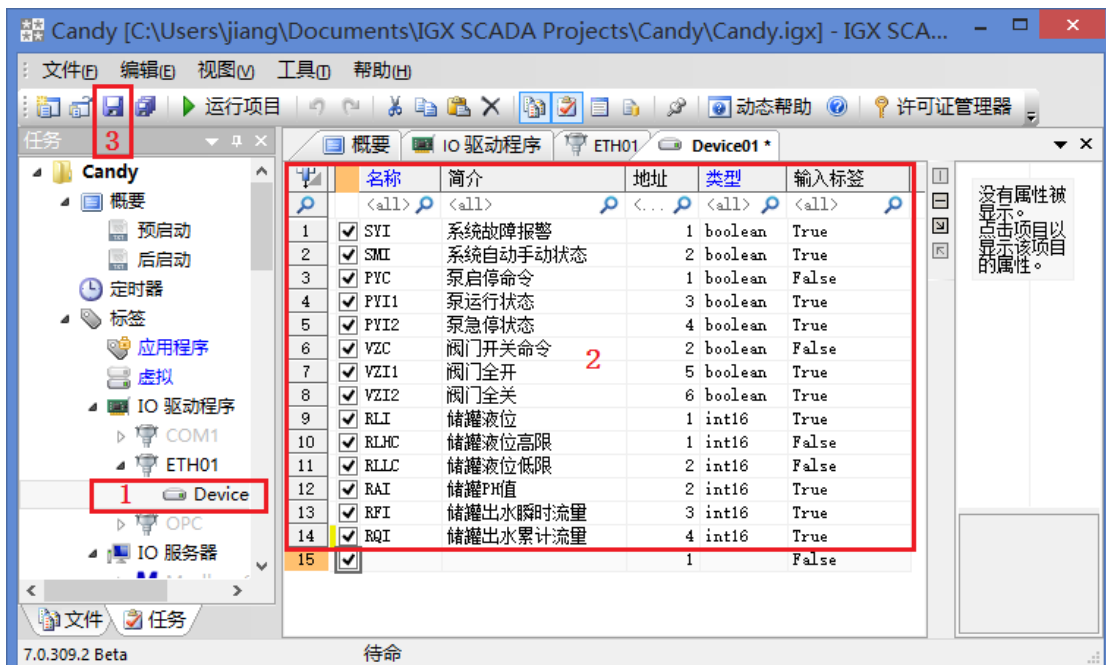 Candy [C:\Users\jiang\Documents\IGX SCADA Projects\Candy\Candy.igx] - IGX SCA...
文件(F) 编辑(E) 视图(V) 工具(T) 帮助(H)
运行项目 动态帮助 许可证管理器
3
任务
概要 IO 驱动程序 ETH01 Device01 *
Candy
概要
预启动
后启动
定时器
标签
应用程序
虚拟
IO 驱动程序
COM1
ETH01
1 Device
OPC
IO 服务器
文件 任务
名称 简介 地址 类型 输入标签
<all> <all> <... <all> <all>
1 SYI 系统故障报警 1 boolean True
2 SMI 系统自动手动状态 2 boolean True
3 PYC 泵启停命令 1 boolean False
4 PYI1 泵运行状态 3 boolean True
5 PYI2 泵急停状态 4 boolean True
6 VZC 阀门开关命令 2 boolean False
2
7 VZI1 阀门全开 5 boolean True
8 VZI2 阀门全关 6 boolean True
9 RLI 储罐液位 1 int16 True
10 RLHC 储罐液位高限 1 int16 False
11 RLLC 储罐液位低限 2 int16 False
12 RAI 储罐PH值 2 int16 True
13 RFI 储罐出水瞬时流量 3 int16 True
14 RQI 储罐出水累计流量 4 int16 True
15 1 False
没有属性被
显示。
点击项目以
显示该项目
的属性。
7.0.309.2 Beta 待命